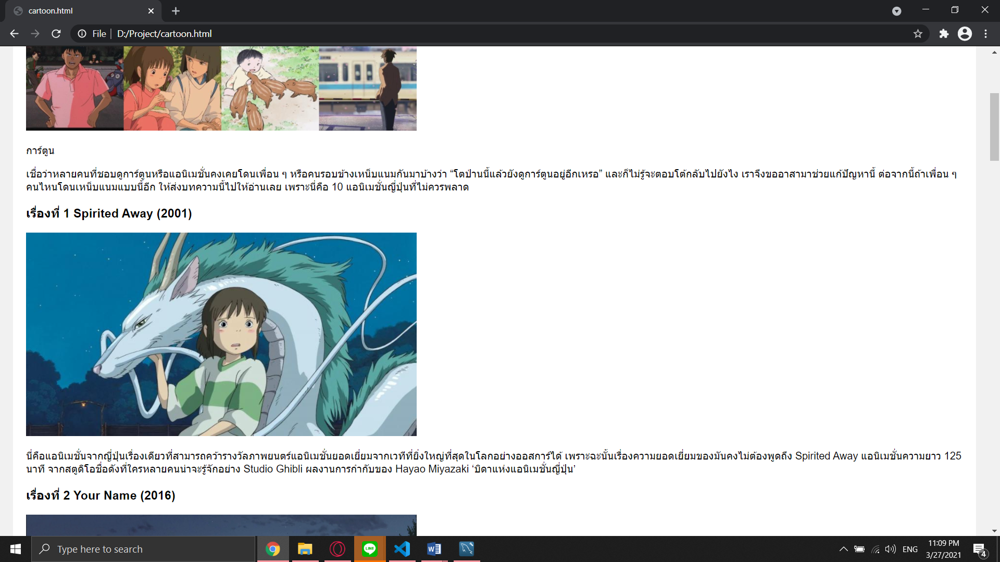 cartoon.html
File
D:/Project/cartoon.html
การ์ตูน
เชื่อว่าหลายคนที่ชอบดูการ์ตูนหรือแอนิเมชั่นคงเคยโดนเพื่อน ๆ หรือคนรอบข้างเหน็บแนมกันมาบ้างว่า “โตป่านนี้แล้วยังดูการ์ตูนอยู่อีกเหรอ” และก็ไม่รู้จะตอบโต้กลับไปยังไง เราจึงขออาสามาช่วยแก้ปัญหานี้ ต่อจากนี้ถ้าเพื่อน ๆ
คนไหนโดนเหน็บแนมแบบนี้อีก ให้ส่งบทความนี้ไปให้อ่านเลย เพราะนี่คือ 10 แอนิเมชั่นญี่ปุ่นที่ไม่ควรพลาด
เรื่องที่ 1 Spirited Away (2001)
นี่คือแอนิเมชั่นจากญี่ปุ่นเรื่องเดียวที่สามารถคว้ารางวัลภาพยนตร์แอนิเมชั่นยอดเยี่ยมจากเวทีที่ยิ่งใหญ่ที่สุดในโลกอย่างออสการ์ได้ เพราะฉะนั้นเรื่องความยอดเยี่ยมของมันคงไม่ต้องพูดถึง Spirited Away แอนิเมชั่นความยาว 125
นาที จากสตูดิโอชื่อดังที่ใครหลายคนน่าจะรู้จักอย่าง Studio Ghibli ผลงานการกำกับของ Hayao Miyazaki ‘บิดาแห่งแอนิเมชั่นญี่ปุ่น’
เรื่องที่ 2 Your Name (2016)
Type here to search
LINE
ENG
11:09 PM
3/27/2021
4